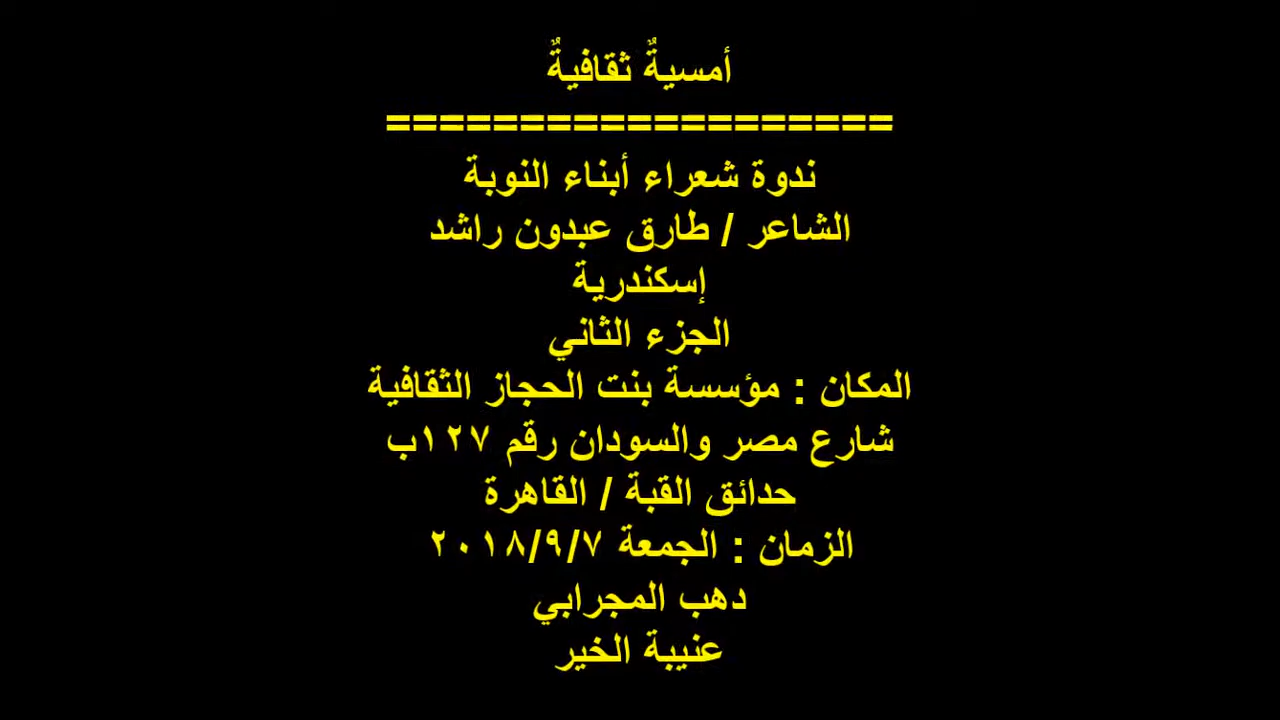 أمسيةٌ ثقافيةٌ
===================
ندوة شعراء أبناء النوبة
الشاعر / طارق عبدون راشد
إسكندرية
الجزء الثاني
المكان : مؤسسة بنت الحجاز الثقافية
شارع مصر والسودان رقم ١٢٧ب
حدائق القبة / القاهرة
الزمان : الجمعة ٢٠١٨/٩/٧
دهب المجرابي
عنيبة الخير